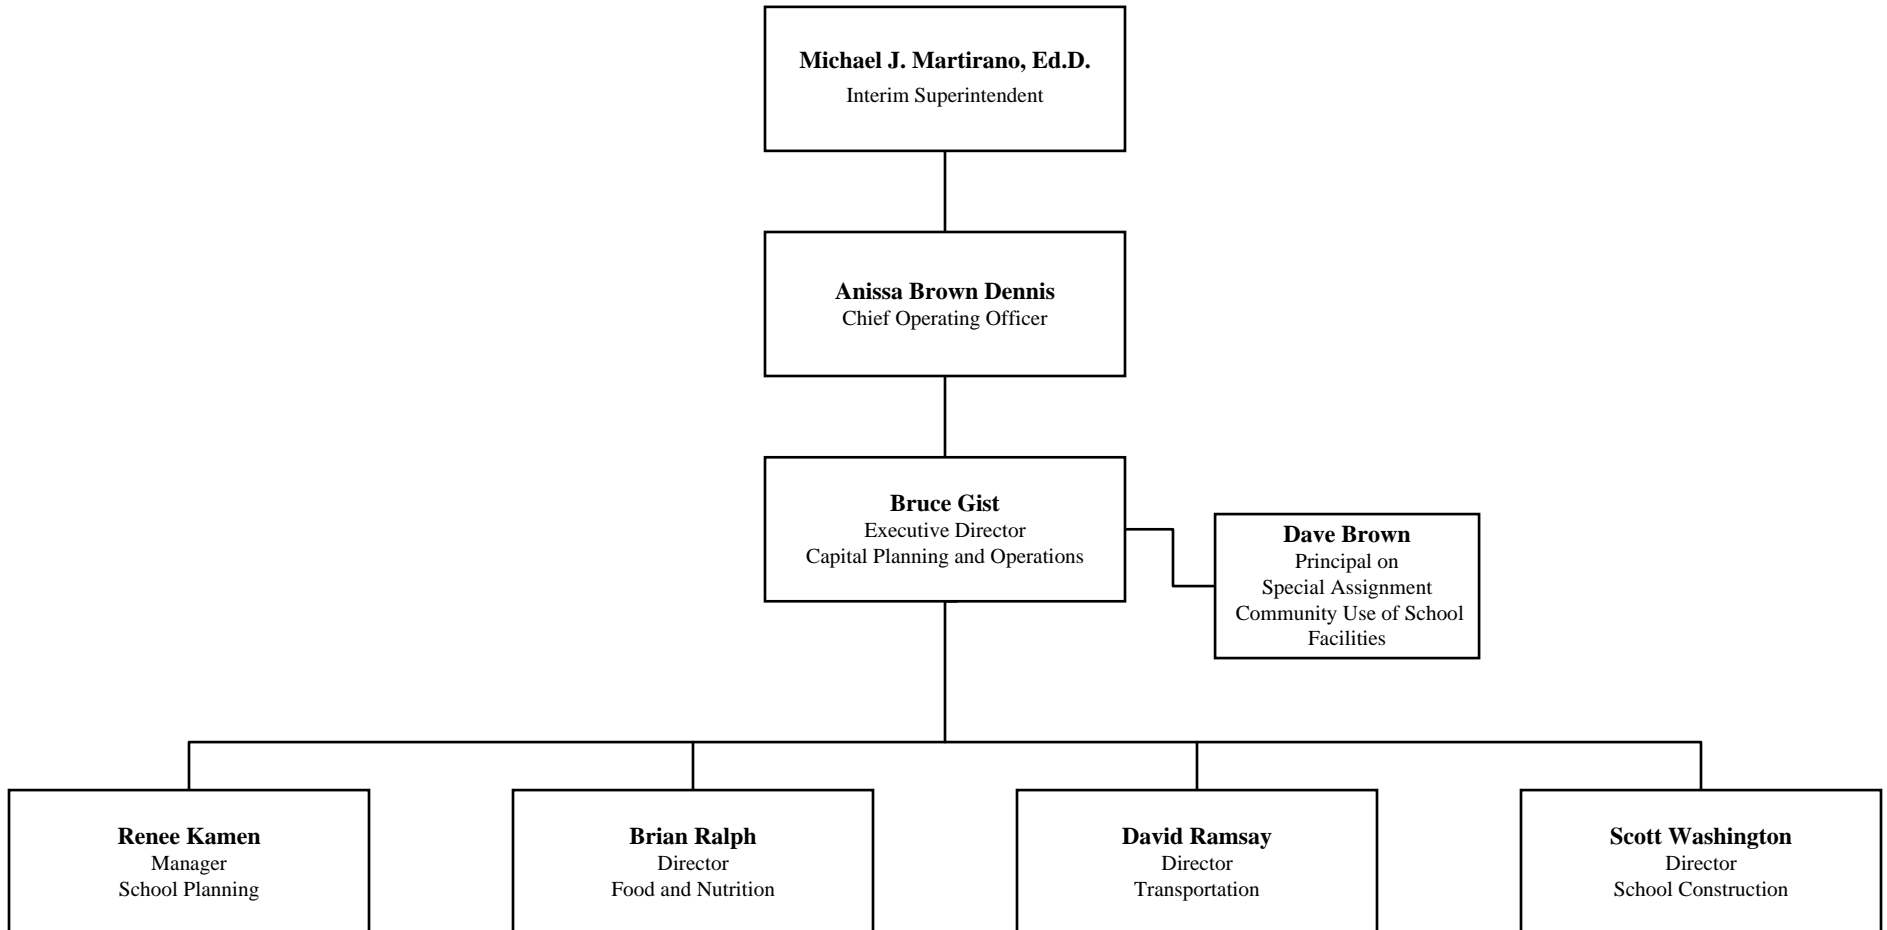 Michael J. Martirano, Ed.D.
Interim Superintendent
Anissa Brown Dennis
Chief Operating Officer
Bruce Gist
Executive Director
Capital Planning and Operations
Dave Brown
Principal on
Special Assignment
Community Use of School
Facilities
Renee Kamen
Manager
School Planning
Brian Ralph
Director
Food and Nutrition
David Ramsay
Director
Transportation
Scott Washington
Director
School Construction